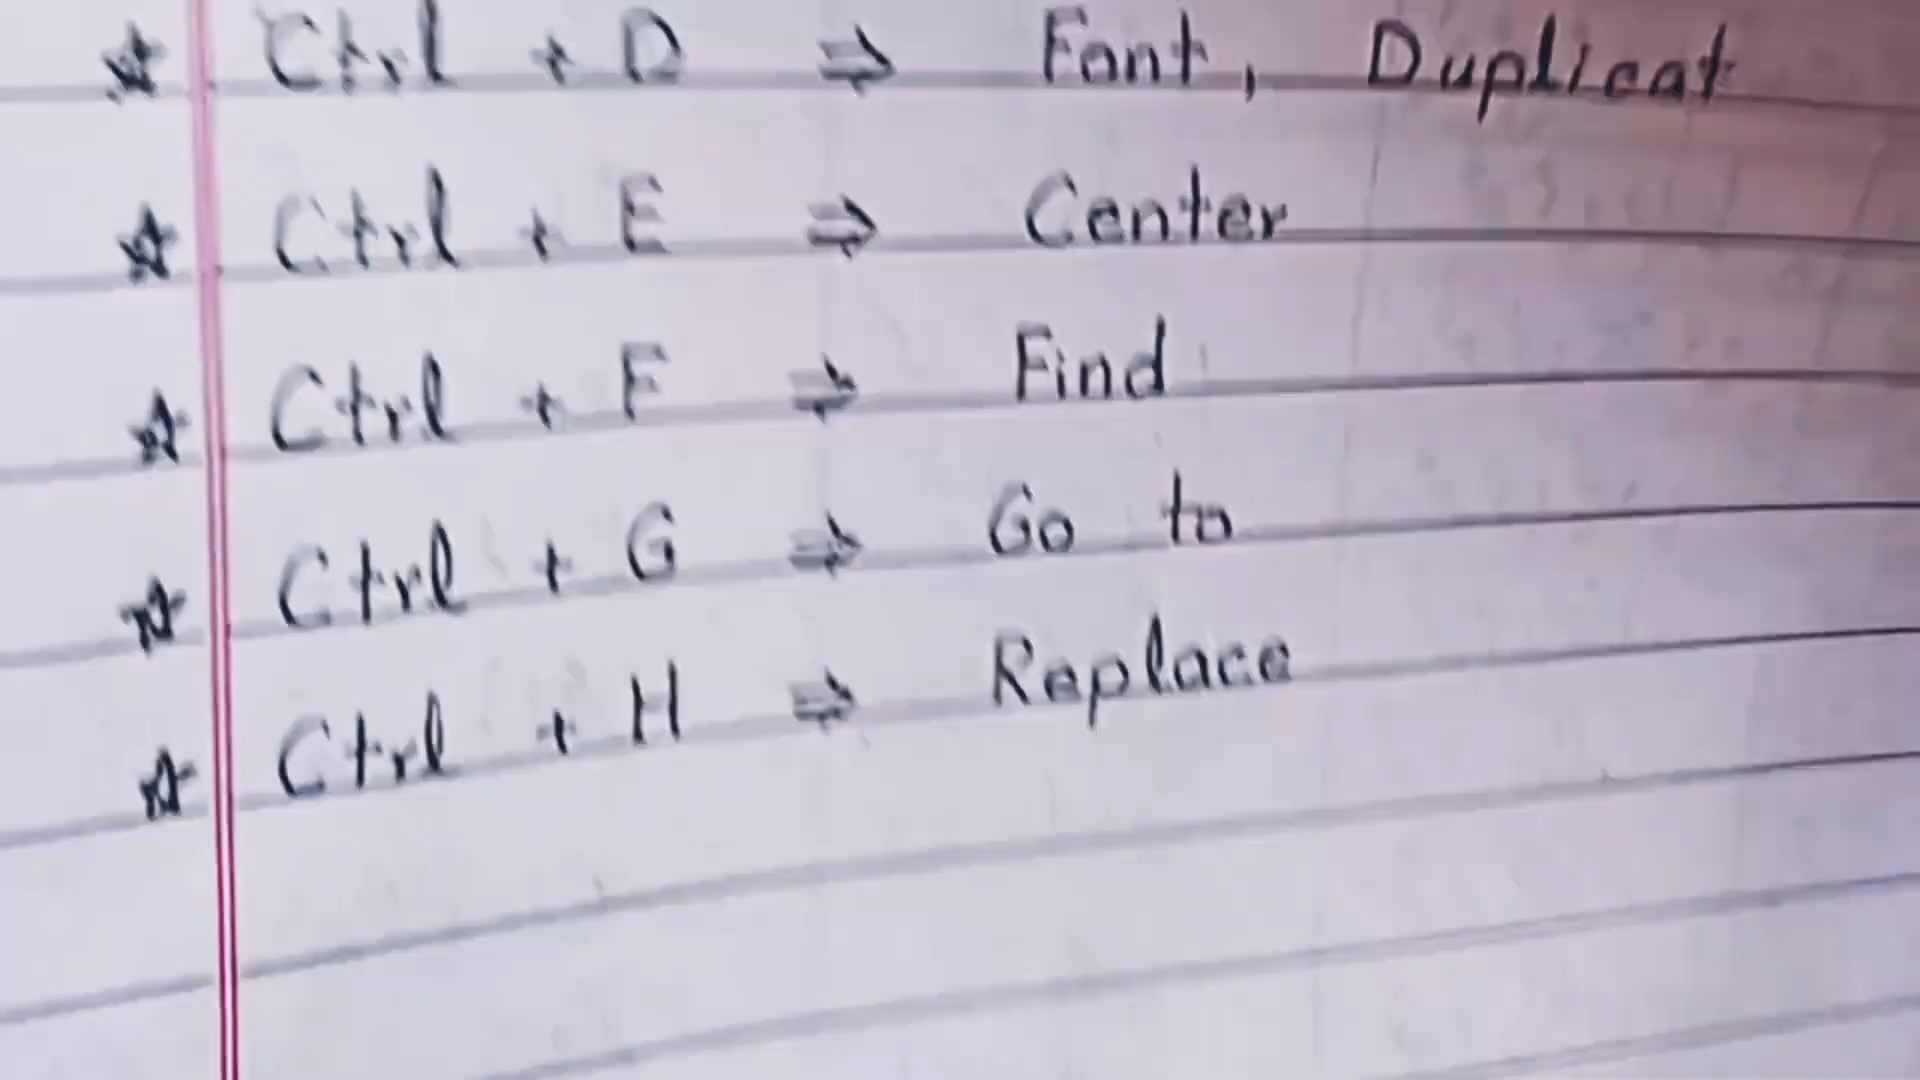 ☆ Ctrl + D ⇒ Font, Duplicat
☆ Ctrl + E ⇒ Center
☆ Ctrl + F ⇒ Find
☆ Ctrl + G ⇒ Go to
☆ Ctrl + H ⇒ Replace